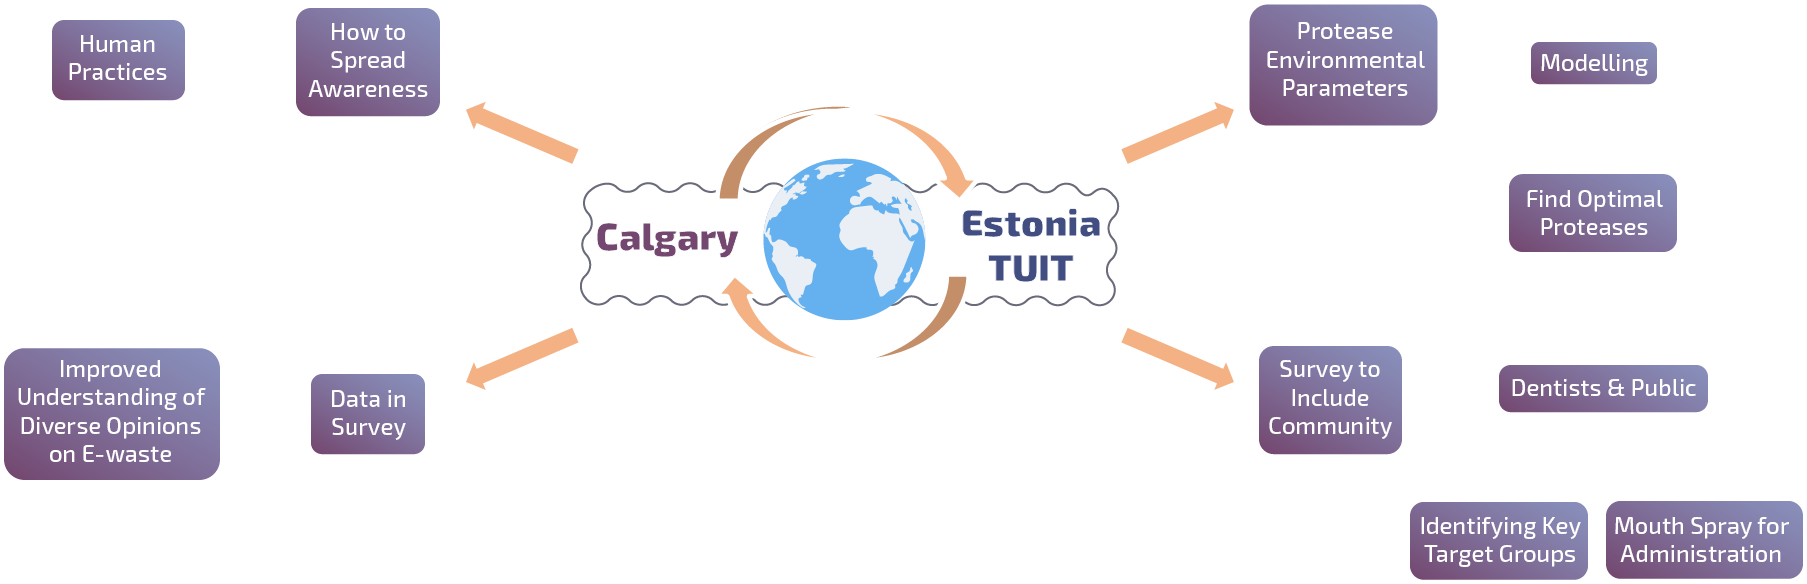 Human
Practices
How to
Spread
Awareness
Protease
Environmental
Parameters
Modelling
Calgary
Estonia
TUIT
Find Optimal
Proteases
Improved
Understanding of
Diverse Opinions
on E-waste
Data in
Survey
Survey to
Include
Community
Dentists & Public
Identifying Key
Target Groups
Mouth Spray for
Administration